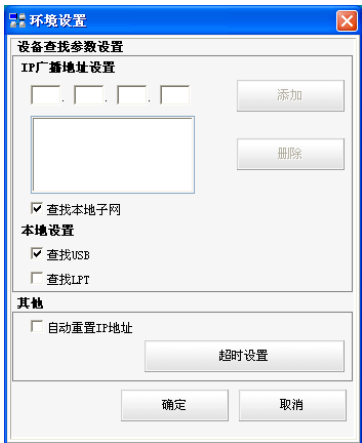 环境设置
设备查找参数设置
IP广播地址设置
. . .
添加
删除
查找本地子网
本地设置
查找USB
查找LPT
其他
自动重置IP地址
超时设置
确定 取消